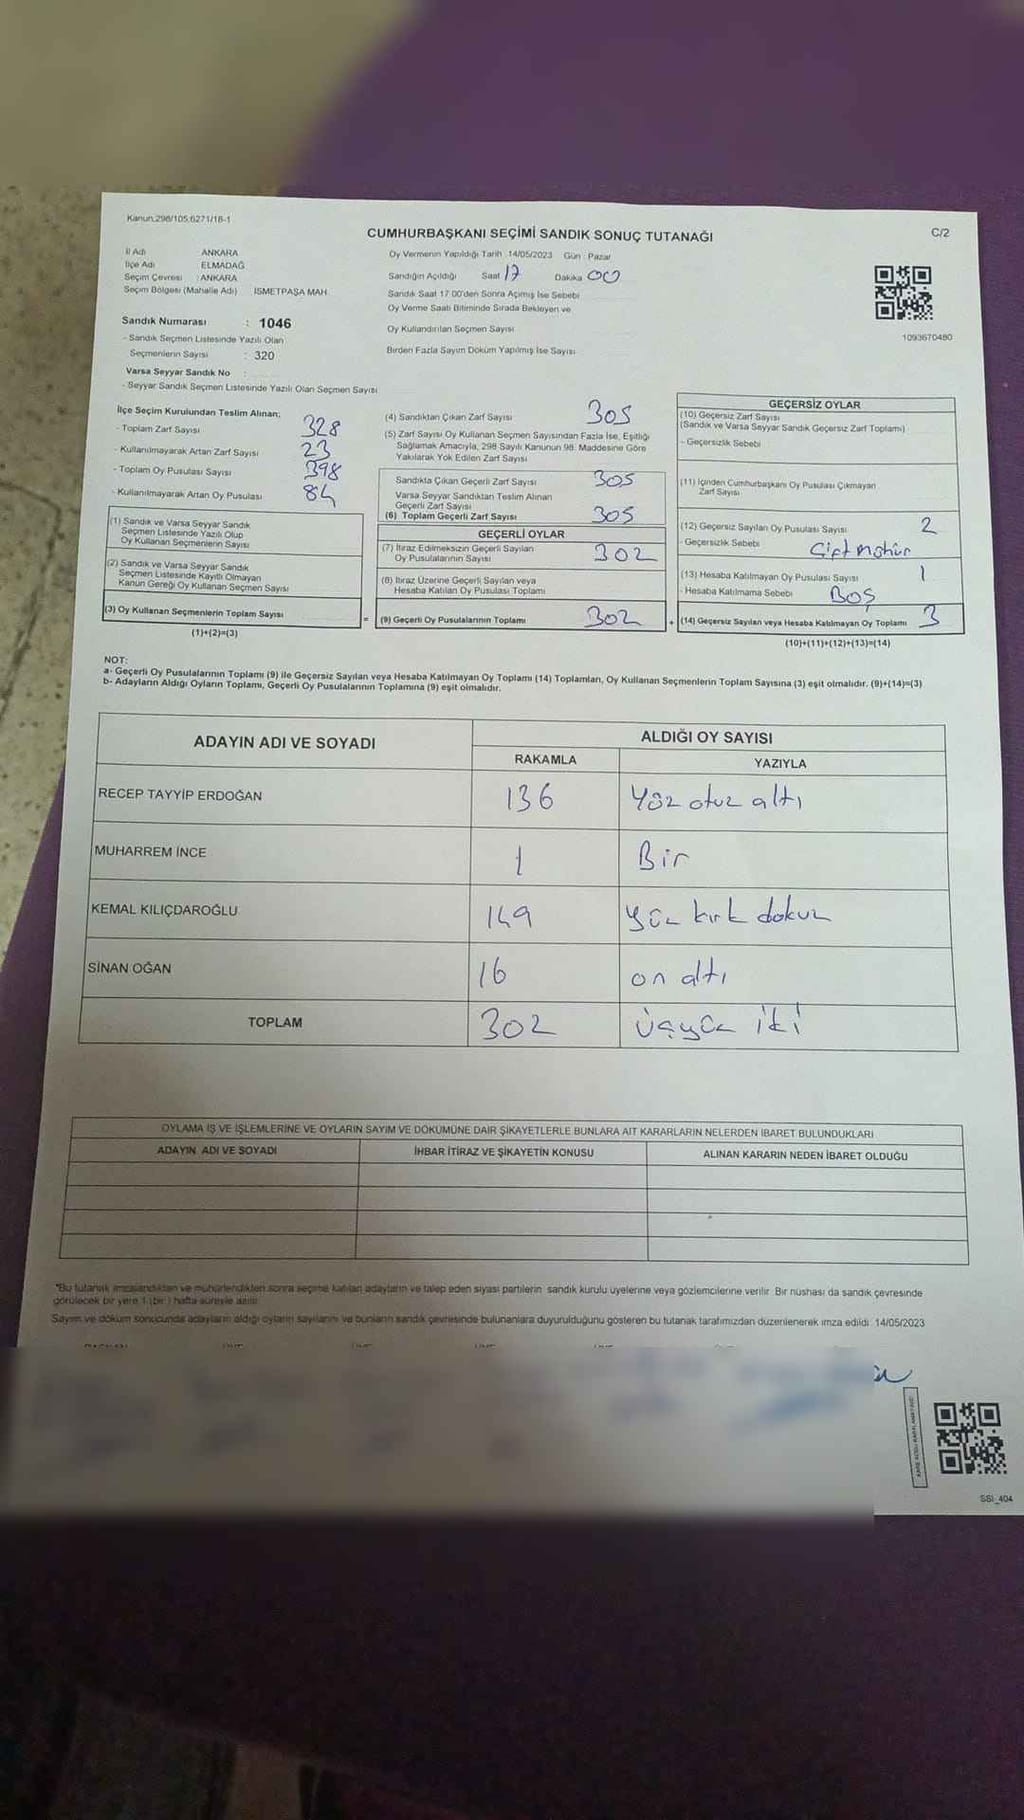 Kanun.298/105,6271/18-1
CUMHURBAŞKANI SEÇİMİ SANDIK SONUÇ TUTANAĞI
C/2
İl Adı ANKARA
İlçe Adı ELMADAĞ
Seçim Çevresi : ANKARA
Seçim Bölgesi (Mahalle Adı) İSMETPAŞA MAH.
Sandık Numarası : 1046
- Sandık Seçmen Listesinde Yazılı Olan
Seçmenlerin Sayısı : 320
Varsa Seyyar Sandık No
- Seyyar Sandık Seçmen Listesinde Yazılı Olan Seçmen Sayısı
Oy Vermenin Yapıldığı Tarih : 14/05/2023 Gün : Pazar
Sandığın Açıldığı Saat 17 Dakika 00
Sandık Saat 17:00'den Sonra Açımış İse Sebebi
Oy Verme Saati Bitiminde Sırada Bekleyen ve
Oy Kullandırılan Seçmen Sayısı
Birden Fazla Sayım Döküm Yapılmış İse Sayısı
1093670480
İlçe Seçim Kurulundan Teslim Alınan;
- Toplam Zarf Sayısı 328
- Kullanılmayarak Artan Zarf Sayısı 23
- Toplam Oy Pusulası Sayısı 398
- Kullanılmayarak Artan Oy Pusulası 84
(1) Sandık ve Varsa Seyyar Sandık
Seçmen Listesinde Yazılı Olup
Oy Kullanan Seçmenlerin Sayısı
(2) Sandık ve Varsa Seyyar Sandık
Seçmen Listesinde Kayıtlı Olmayan
Kanun Gereği Oy Kullanan Seçmen Sayısı
(3) Oy Kullanan Seçmenlerin Toplam Sayısı
(1)+(2)=(3)
=
(4) Sandıktan Çıkan Zarf Sayısı 305
(5) Zarf Sayısı Oy Kullanan Seçmen Sayısından Fazla İse, Eşitliği
Sağlamak Amacıyla, 298 Sayılı Kanunun 98. Maddesine Göre
Yakılarak Yok Edilen Zarf Sayısı
Sandıkta Çıkan Geçerli Zarf Sayısı 305
Varsa Seyyar Sandıktan Teslim Alınan
Geçerli Zarf Sayısı
(6) Toplam Geçerli Zarf Sayısı 305
GEÇERLİ OYLAR
(7) İtiraz Edilmeksizin Geçerli Sayılan
Oy Pusulalarının Sayısı 302
(8) İtiraz Üzerine Geçerli Sayılan veya
Hesaba Katılan Oy Pusulası Toplamı
(9) Geçerli Oy Pusulalarının Toplamı 302
+
GEÇERSİZ OYLAR
(10) Geçersiz Zarf Sayısı
(Sandık ve Varsa Seyyar Sandık Geçersiz Zarf Toplamı)
- Geçersizlik Sebebi
(11) İçinden Cumhurbaşkanı Oy Pusulası Çıkmayan
Zarf Sayısı
(12) Geçersiz Sayılan Oy Pusulası Sayısı 2
- Geçersizlik Sebebi Çift mühür
(13) Hesaba Katılmayan Oy Pusulası Sayısı 1
- Hesaba Katılmama Sebebi BOŞ
(14) Geçersiz Sayılan veya Hesaba Katılmayan Oy Toplamı 3
(10)+(11)+(12)+(13)=(14)
NOT:
a- Geçerli Oy Pusulalarının Toplamı (9) ile Geçersiz Sayılan veya Hesaba Katılmayan Oy Toplamı (14) Toplamları, Oy Kullanan Seçmenlerin Toplam Sayısına (3) eşit olmalıdır. (9)+(14)=(3)
b- Adayların Aldığı Oyların Toplamı, Geçerli Oy Pusulalarının Toplamına (9) eşit olmalıdır.
ADAYIN ADI VE SOYADI
ALDIĞI OY SAYISI
RAKAMLA YAZIYLA
RECEP TAYYİP ERDOĞAN 136 Yüz otuz altı
MUHARREM İNCE 1 Bir
KEMAL KILIÇDAROĞLU 149 yüz kırk dokuz
SİNAN OĞAN 16 on altı
TOPLAM 302 üçyüz iki
OYLAMA İŞ VE İŞLEMLERİNE VE OYLARIN SAYIM VE DÖKÜMÜNE DAİR ŞİKAYETLERLE BUNLARA AİT KARARLARIN NELERDEN İBARET BULUNDUKLARI
ADAYIN ADI VE SOYADI İHBAR İTİRAZ VE ŞİKAYETİN KONUSU ALINAN KARARIN NEDEN İBARET OLDUĞU
*Bu tutanak imzalandıktan ve mühürlendikten sonra seçime katılan adayların ve talep eden siyasi partilerin sandık kurulu üyelerine veya gözlemcilerine verilir. Bir nüshası da sandık çevresinde
görülecek bir yere 1 (bir) hafta süreyle asılır.
Sayım ve döküm sonucunda adayların aldığı oyların sayılarını ve bunların sandık çevresinde bulunanlara duyurulduğunu gösteren bu tutanak tarafımızdan düzenlenerek imza edildi. 14/05/2023
SSI_404